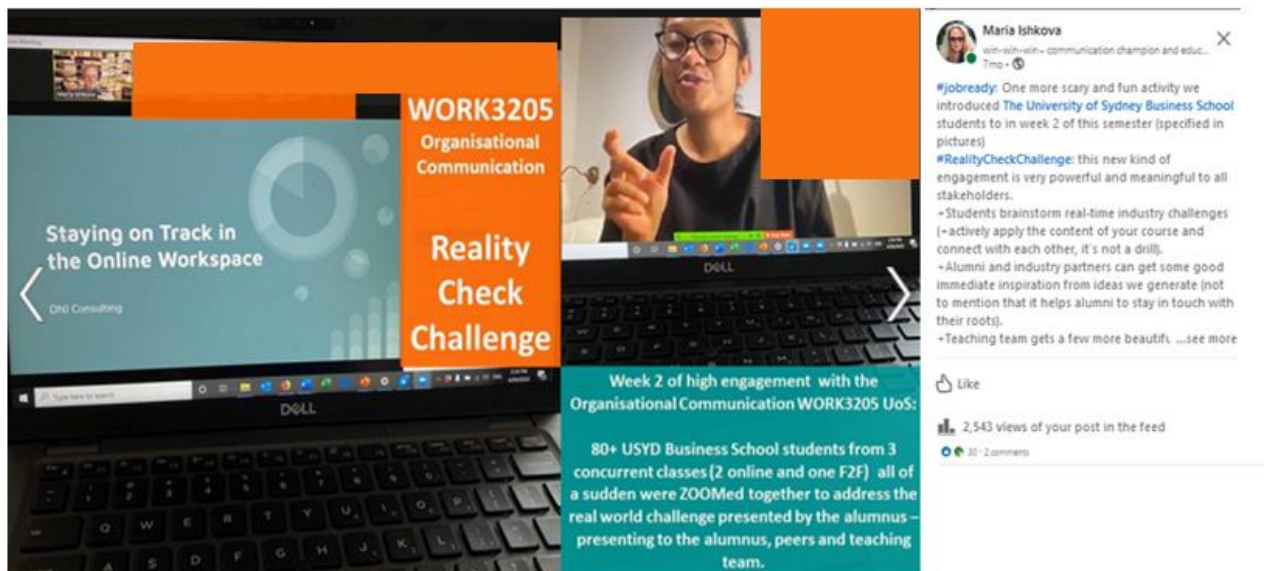 Staying on Track in
the Online Workspace
DNJ Consulting
Type here to search
DELL
WORK3205
Organisational
Communication
Reality
Check
Challenge
DELL
Week 2 of high engagement with the
Organisational Communication WORK3205 UoS:
80+ USYD Business School students from 3
concurrent classes (2 online and one F2F) all of
a sudden were ZOOMed together to address the
real world challenge presented by the alumnus –
presenting to the alumnus, peers and teaching
team.
Maria Ishkova
win-win-win- communication champion and educ...
7mo •
#jobready: One more scary and fun activity we
introduced The University of Sydney Business School
students to in week 2 of this semester (specified in
pictures)
#RealityCheckChallenge: this new kind of
engagement is very powerful and meaningful to all
stakeholders.
+Students brainstorm real-time industry challenges
(+actively apply the content of your course and
connect with each other, it's not a drill).
+Alumni and industry partners can get some good
immediate inspiration from ideas we generate (not
to mention that it helps alumni to stay in touch with
their roots).
+Teaching team gets a few more beautif. ...see more
Like
2,543 views of your post in the feed
30 · 2 comments